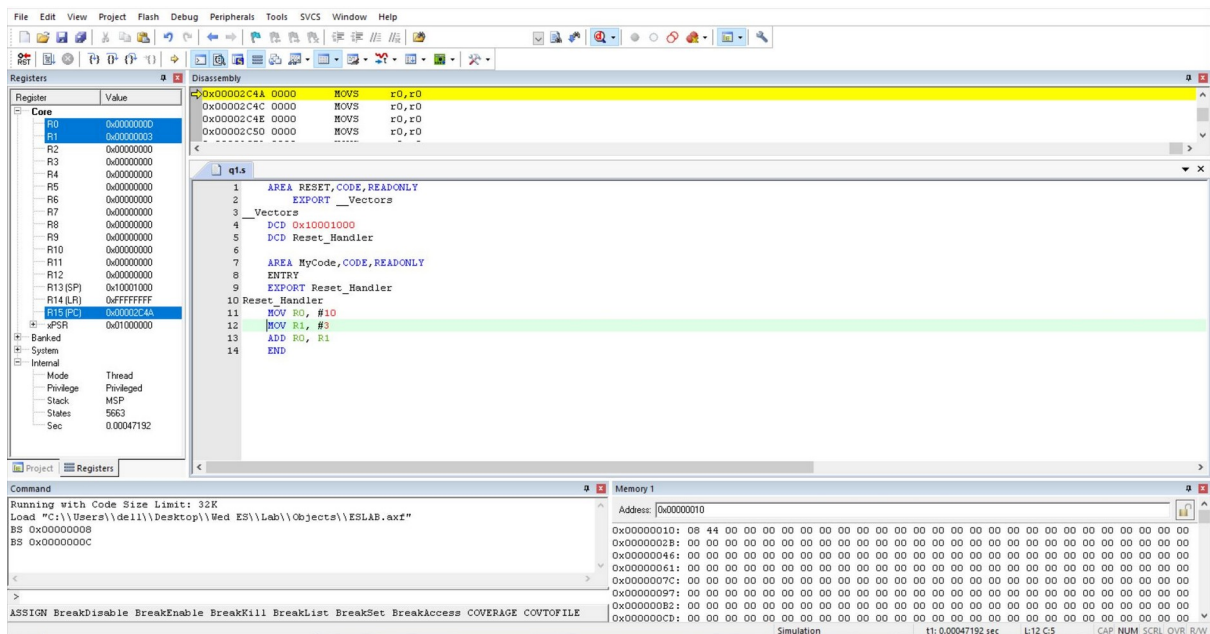 File Edit View Project Flash Debug Peripherals Tools SVCS Window Help
Registers
Register Value
Core
R0 0x0000000D
R1 0x00000003
R2 0x00000000
R3 0x00000000
R4 0x00000000
R5 0x00000000
R6 0x00000000
R7 0x00000000
R8 0x00000000
R9 0x00000000
R10 0x00000000
R11 0x00000000
R12 0x00000000
R13 (SP) 0x10001000
R14 (LR) 0xFFFFFFFF
R15 (PC) 0x00002C4A
xPSR 0x01000000
Banked
System
Internal
Mode Thread
Privilege Privileged
Stack MSP
States 5663
Sec 0.00047192
Project Registers
Disassembly
0x00002C4A 0000 MOVS r0,r0
0x00002C4C 0000 MOVS r0,r0
0x00002C4E 0000 MOVS r0,r0
0x00002C50 0000 MOVS r0,r0
q1.s
1 AREA RESET,CODE,READONLY
2 EXPORT __Vectors
3 __Vectors
4 DCD 0x10001000
5 DCD Reset_Handler
6
7 AREA MyCode,CODE,READONLY
8 ENTRY
9 EXPORT Reset_Handler
10 Reset_Handler
11 MOV R0, #10
12 MOV R1, #3
13 ADD R0, R1
14 END
Command
Running with Code Size Limit: 32K
Load "C:\\Users\\dell\\Desktop\\Wed ES\\Lab\\Objects\\ESLAB.axf"
BS 0x00000008
BS 0x0000000C
>
ASSIGN BreakDisable BreakEnable BreakKill BreakList BreakSet BreakAccess COVERAGE COVTOFILE
Memory 1
Address: 0x00000010
0x00000010: 08 44 00 00 00 00 00 00 00 00 00 00 00 00 00 00 00 00 00 00 00 00 00 00 00 00 00
0x0000002B: 00 00 00 00 00 00 00 00 00 00 00 00 00 00 00 00 00 00 00 00 00 00 00 00 00 00 00
0x00000046: 00 00 00 00 00 00 00 00 00 00 00 00 00 00 00 00 00 00 00 00 00 00 00 00 00 00 00
0x00000061: 00 00 00 00 00 00 00 00 00 00 00 00 00 00 00 00 00 00 00 00 00 00 00 00 00 00 00
0x0000007C: 00 00 00 00 00 00 00 00 00 00 00 00 00 00 00 00 00 00 00 00 00 00 00 00 00 00 00
0x00000097: 00 00 00 00 00 00 00 00 00 00 00 00 00 00 00 00 00 00 00 00 00 00 00 00 00 00 00
0x000000B2: 00 00 00 00 00 00 00 00 00 00 00 00 00 00 00 00 00 00 00 00 00 00 00 00 00 00 00
0x000000CD: 00 00 00 00 00 00 00 00 00 00 00 00 00 00 00 00 00 00 00 00 00 00 00 00 00 00 00
Simulation t1: 0.00047192 sec L:12 C:5 CAP NUM SCRL OVR R/W